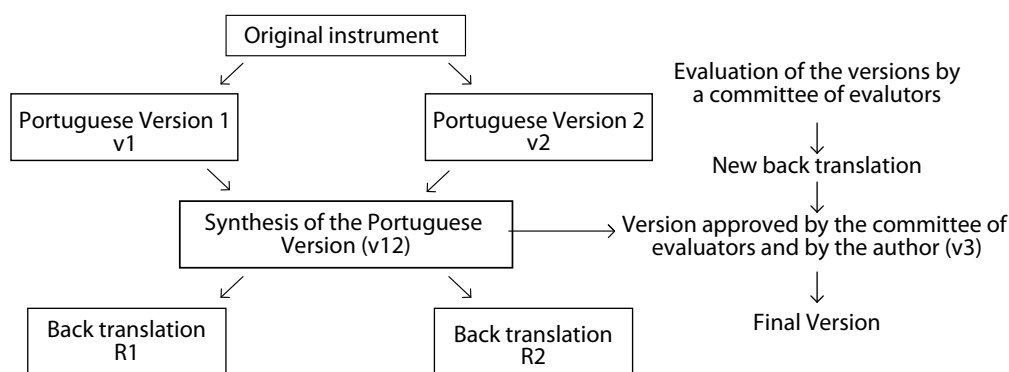 Original instrument
Portuguese Version 1
v1
Portuguese Version 2
v2
Synthesis of the Portuguese
Version (v12)
Back translation
R1
Back translation
R2
Evaluation of the versions by
a committee of evalutors
New back translation
Version approved by the committee of
evaluators and by the author (v3)
Final Version